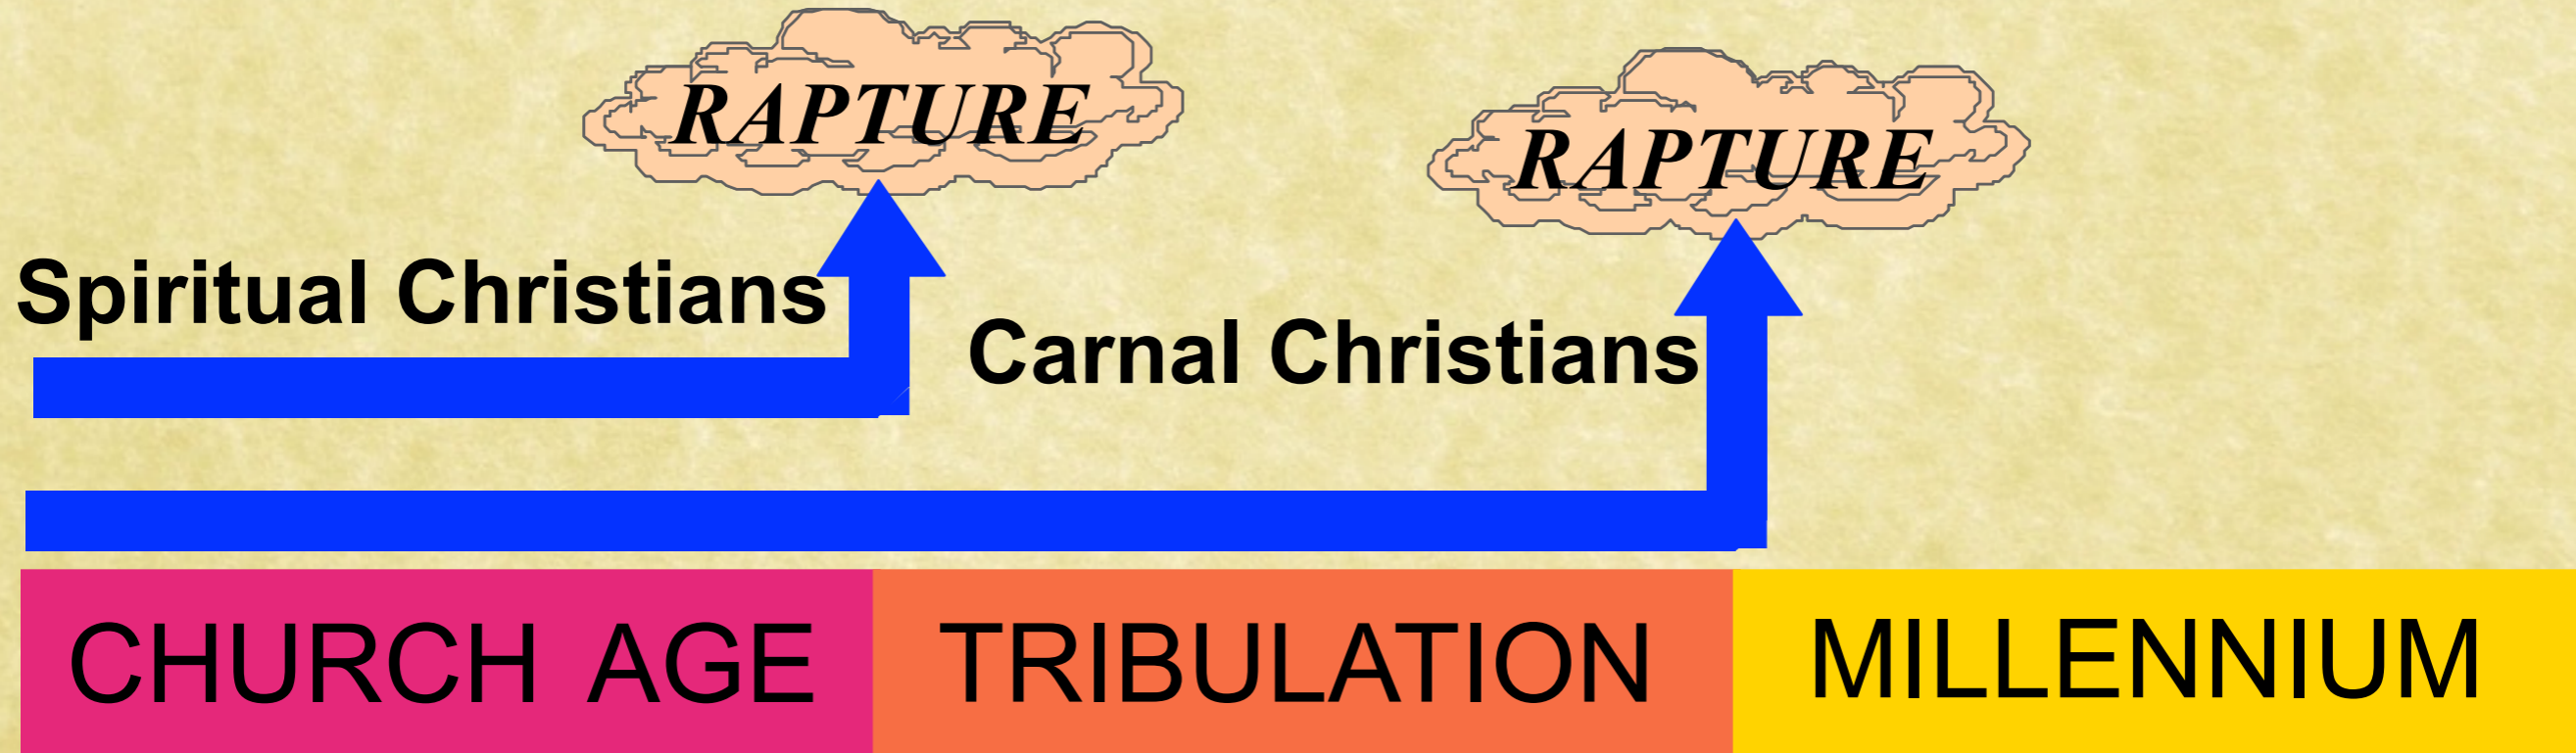 RAPTURE
RAPTURE
Spiritual Christians
Carnal Christians
CHURCH AGE
TRIBULATION
MILLENNIUM